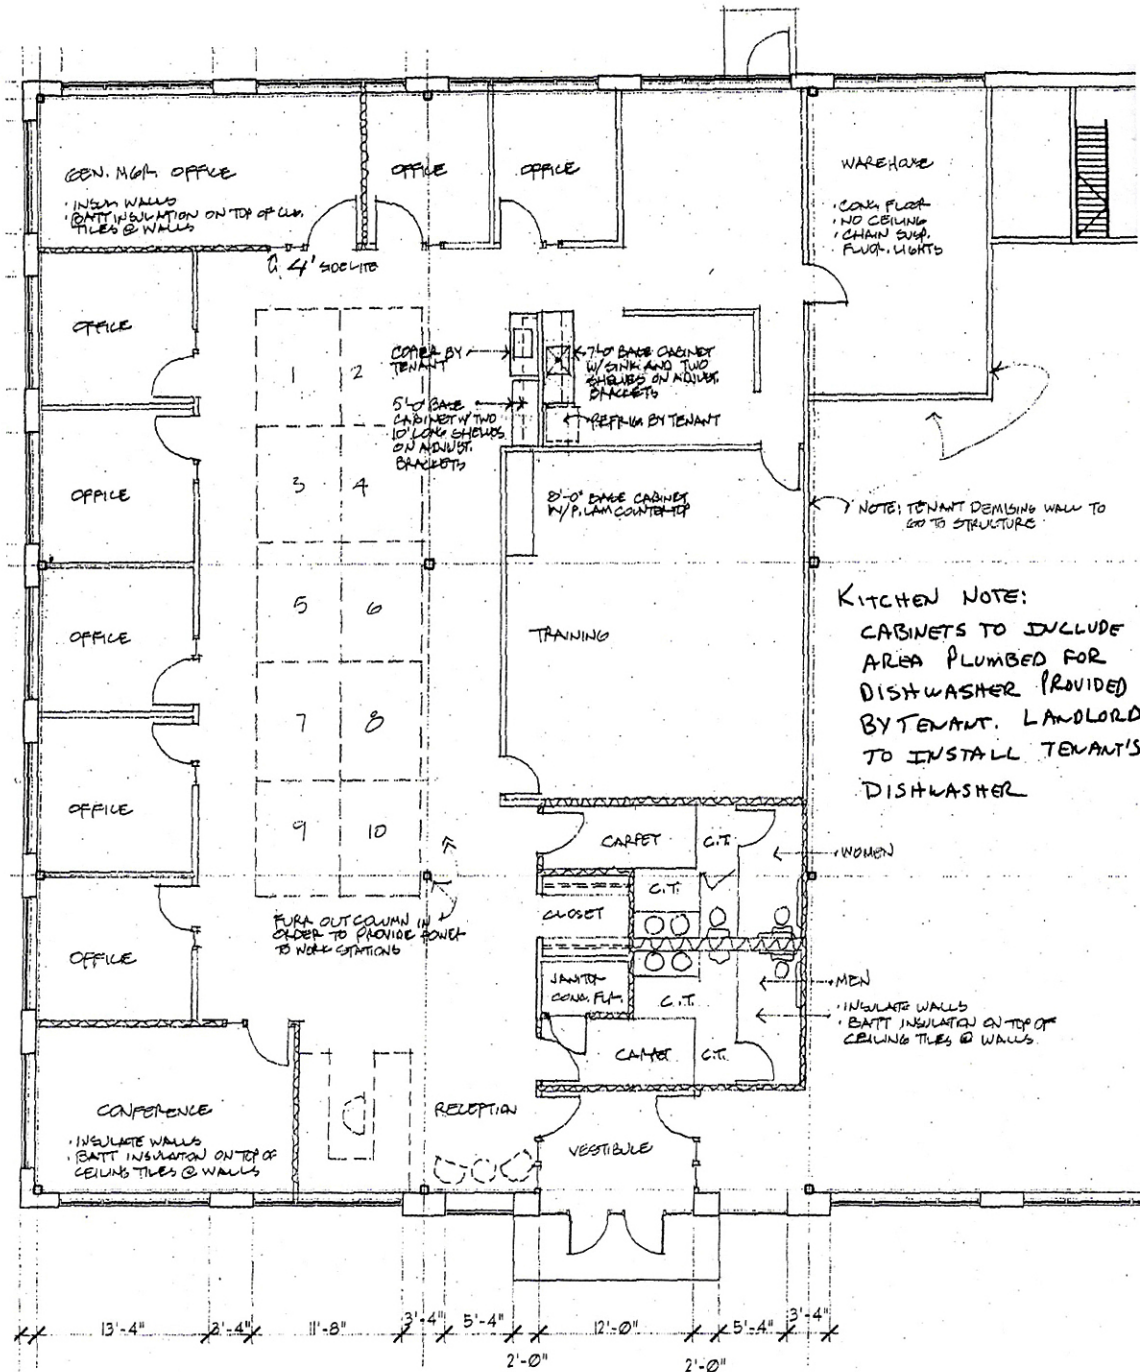 GEN. MGR. OFFICE
· INSUL WALLS
· BATT INSULATION ON TOP OF CLG.
TILES @ WALLS
OFFICE
OFFICE
WAREHOUSE
· CONC. FLOOR
· NO CEILING
· CHAIN SUSP.
FLUOR. LIGHTS
4' SIDELITE
OFFICE
1
2
COPIER BY
TENANT
7'-0" BASE CABINET
W/ SINK AND TWO
SHELVES ON ADJUST.
BRACKETS
5'-0" BASE
CABINET W/ TWO
10' LONG SHELVES
ON ADJUST.
BRACKETS
REFRIG BY TENANT
OFFICE
3
4
8'-0" BASE CABINET
W/ P.LAM COUNTERTOP
NOTE: TENANT DEMISING WALL TO
GO TO STRUCTURE
OFFICE
5
6
TRAINING
KITCHEN NOTE:
CABINETS TO INCLUDE
AREA PLUMBED FOR
DISHWASHER PROVIDED
BY TENANT. LANDLORD
TO INSTALL TENANT'S
DISHWASHER
OFFICE
7
8
9
10
CARPET
C.T.
WOMEN
C.T.
CLOSET
FURR OUT COLUMN IN
ORDER TO PROVIDE POWER
TO WORK STATIONS
OFFICE
JANITOR
CONC. FLR.
C.T.
MEN
· INSULATE WALLS
· BATT INSULATION ON TOP OF
CEILING TILES @ WALLS
CARPET
C.T.
CONFERENCE
· INSULATE WALLS
· BATT INSULATION ON TOP OF
CEILING TILES @ WALLS
RECEPTION
VESTIBULE
13'-4"
3'-4"
11'-8"
3'-4"
5'-4"
2'-0"
12'-0"
2'-0"
5'-4"
3'-4"